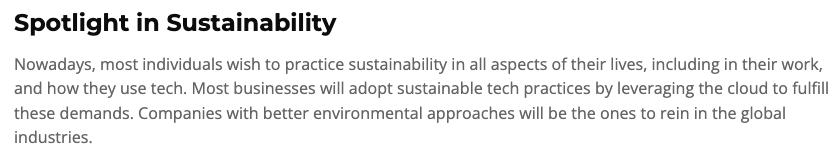 Spotlight in Sustainability
Nowadays, most individuals wish to practice sustainability in all aspects of their lives, including in their work,
and how they use tech. Most businesses will adopt sustainable tech practices by leveraging the cloud to fulfill
these demands. Companies with better environmental approaches will be the ones to rein in the global
industries.